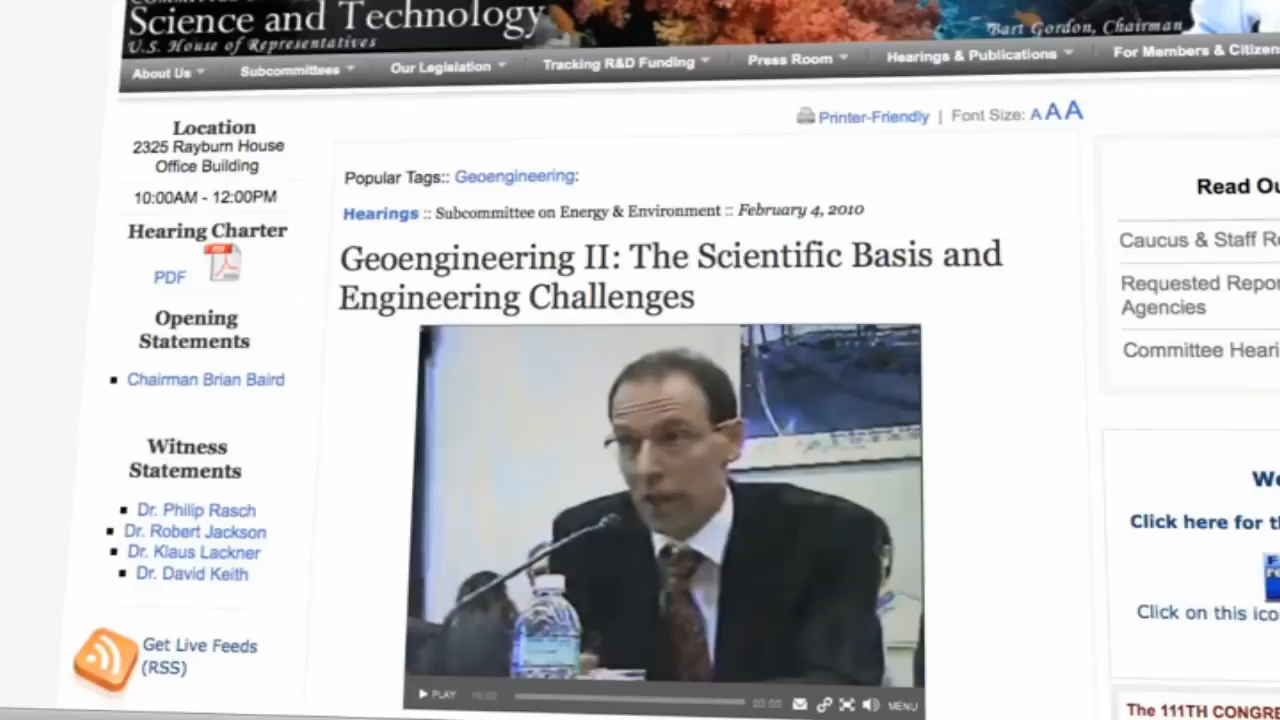 Science and Technology
U.S. House of Representatives
Bart Gordon, Chairman
About Us
Subcommittees
Our Legislation
Tracking R&D Funding
Press Room
Hearings & Publications
For Members & Citizen
Location
2325 Rayburn House
Office Building
10:00AM - 12:00PM
Hearing Charter
PDF
Opening
Statements
Chairman Brian Baird
Witness
Statements
Dr. Philip Rasch
Dr. Robert Jackson
Dr. Klaus Lackner
Dr. David Keith
Get Live Feeds
(RSS)
Printer-Friendly | Font Size: A A A
Popular Tags:: Geoengineering:
Hearings :: Subcommittee on Energy & Environment :: February 4, 2010
Geoengineering II: The Scientific Basis and
Engineering Challenges
PLAY
00:00
MENU
Read Ou
Caucus & Staff R
Requested Repor
Agencies
Committee Heari
We
Click here for t
Click on this ico
The 111TH CONGRE